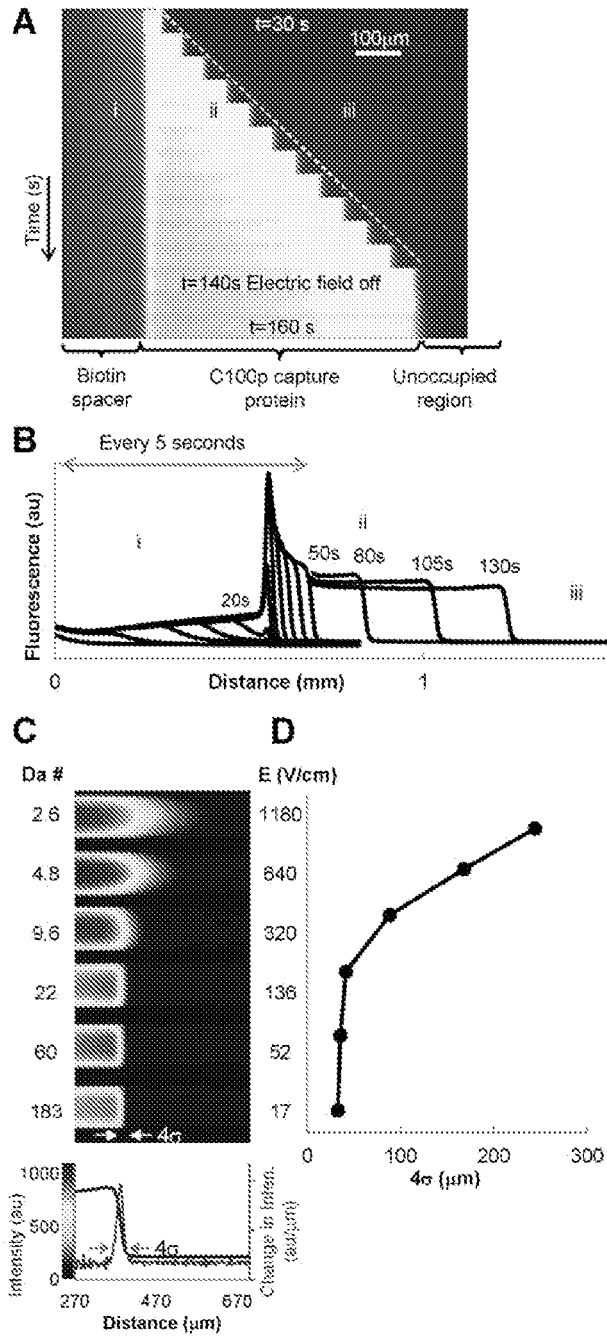 A
t=30 s
100μm
i
ii
iii
Time (s)
t=140s Electric field off
t=160 s
Biotin spacer
C100p capture protein
Unoccupied region
B
Every 5 seconds
Fluorescence (au)
i
ii
iii
20s
50s
80s
105s
130s
0
1
Distance (mm)
C
Da #
2.6
4.8
9.6
22
60
183
4σ
Intensity (au)
1000
500
0
4σ
Change in Inten. (au/μm)
270
470
670
Distance (μm)
D
E (V/cm)
1180
640
320
136
52
17
0
100
200
300
4σ (μm)